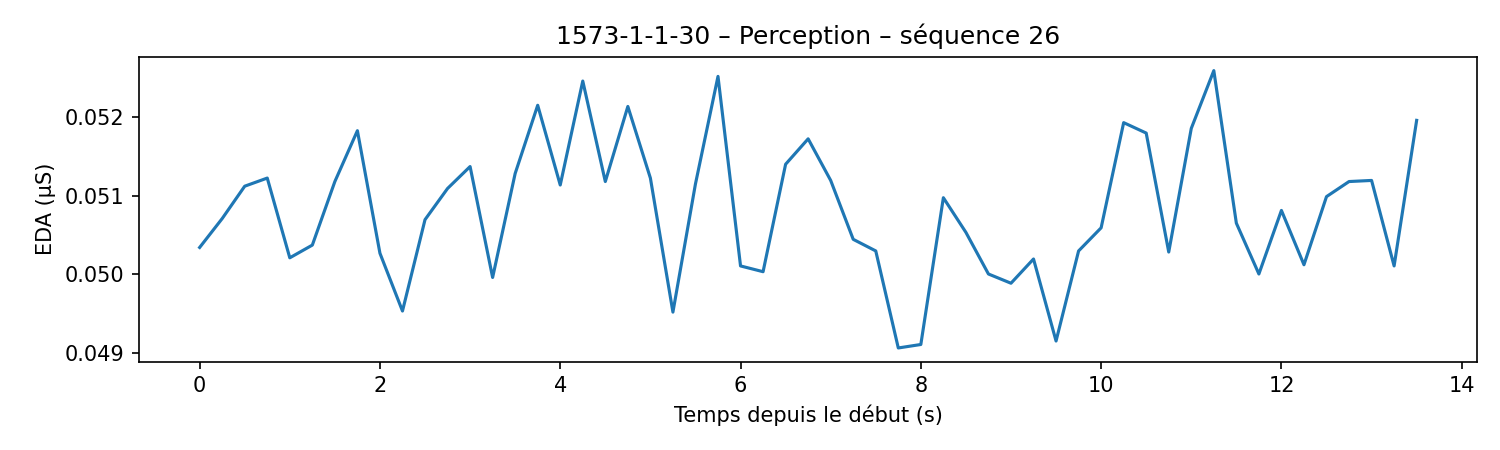 1573-1-1-30 – Perception – séquence 26
EDA (µS)
0.052
0.051
0.050
0.049
0 2 4 6 8 10 12 14
Temps depuis le début (s)